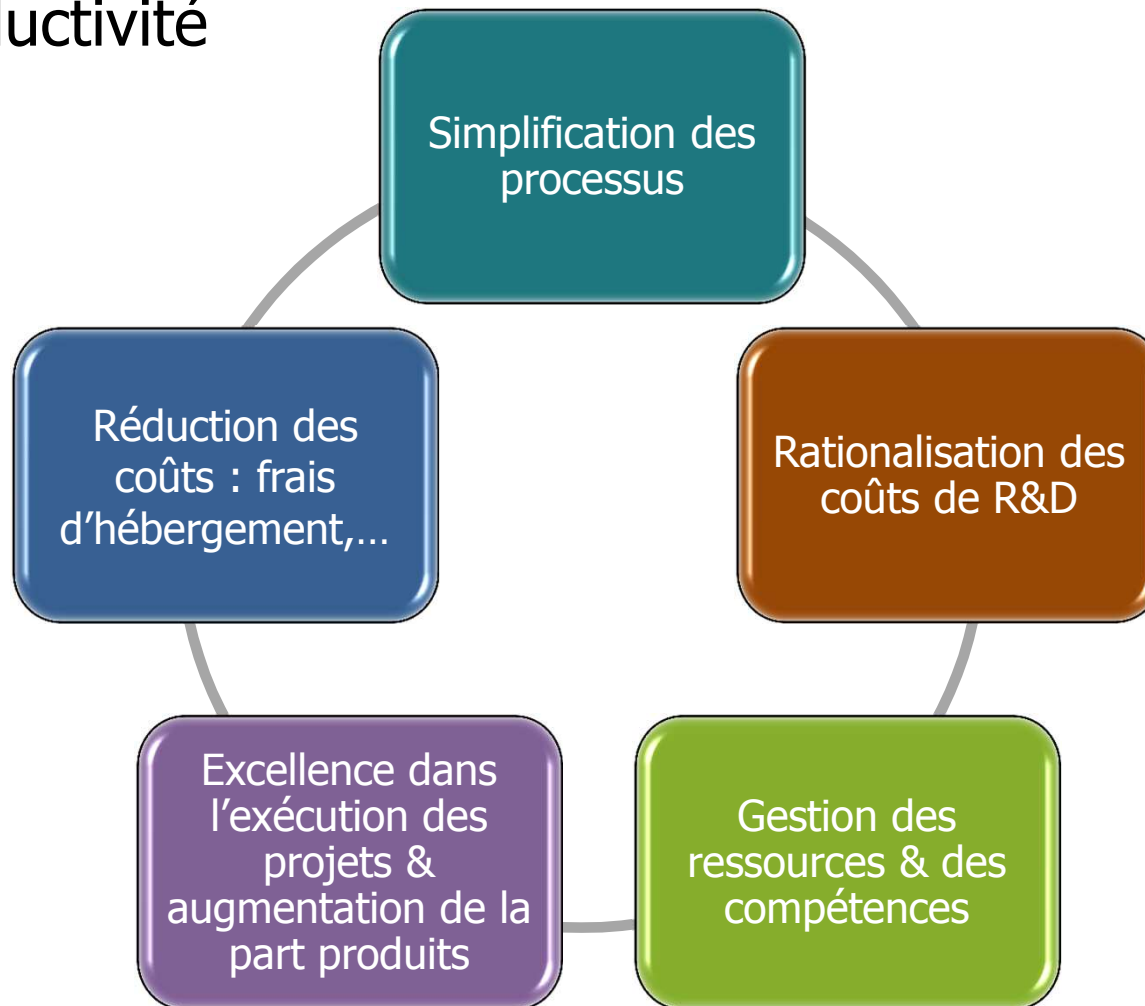 ductivité
Simplification des
processus
Rationalisation des
coûts de R&D
Gestion des
ressources & des
compétences
Excellence dans
l’exécution des
projets &
augmentation de la
part produits
Réduction des
coûts : frais
d’hébergement,…